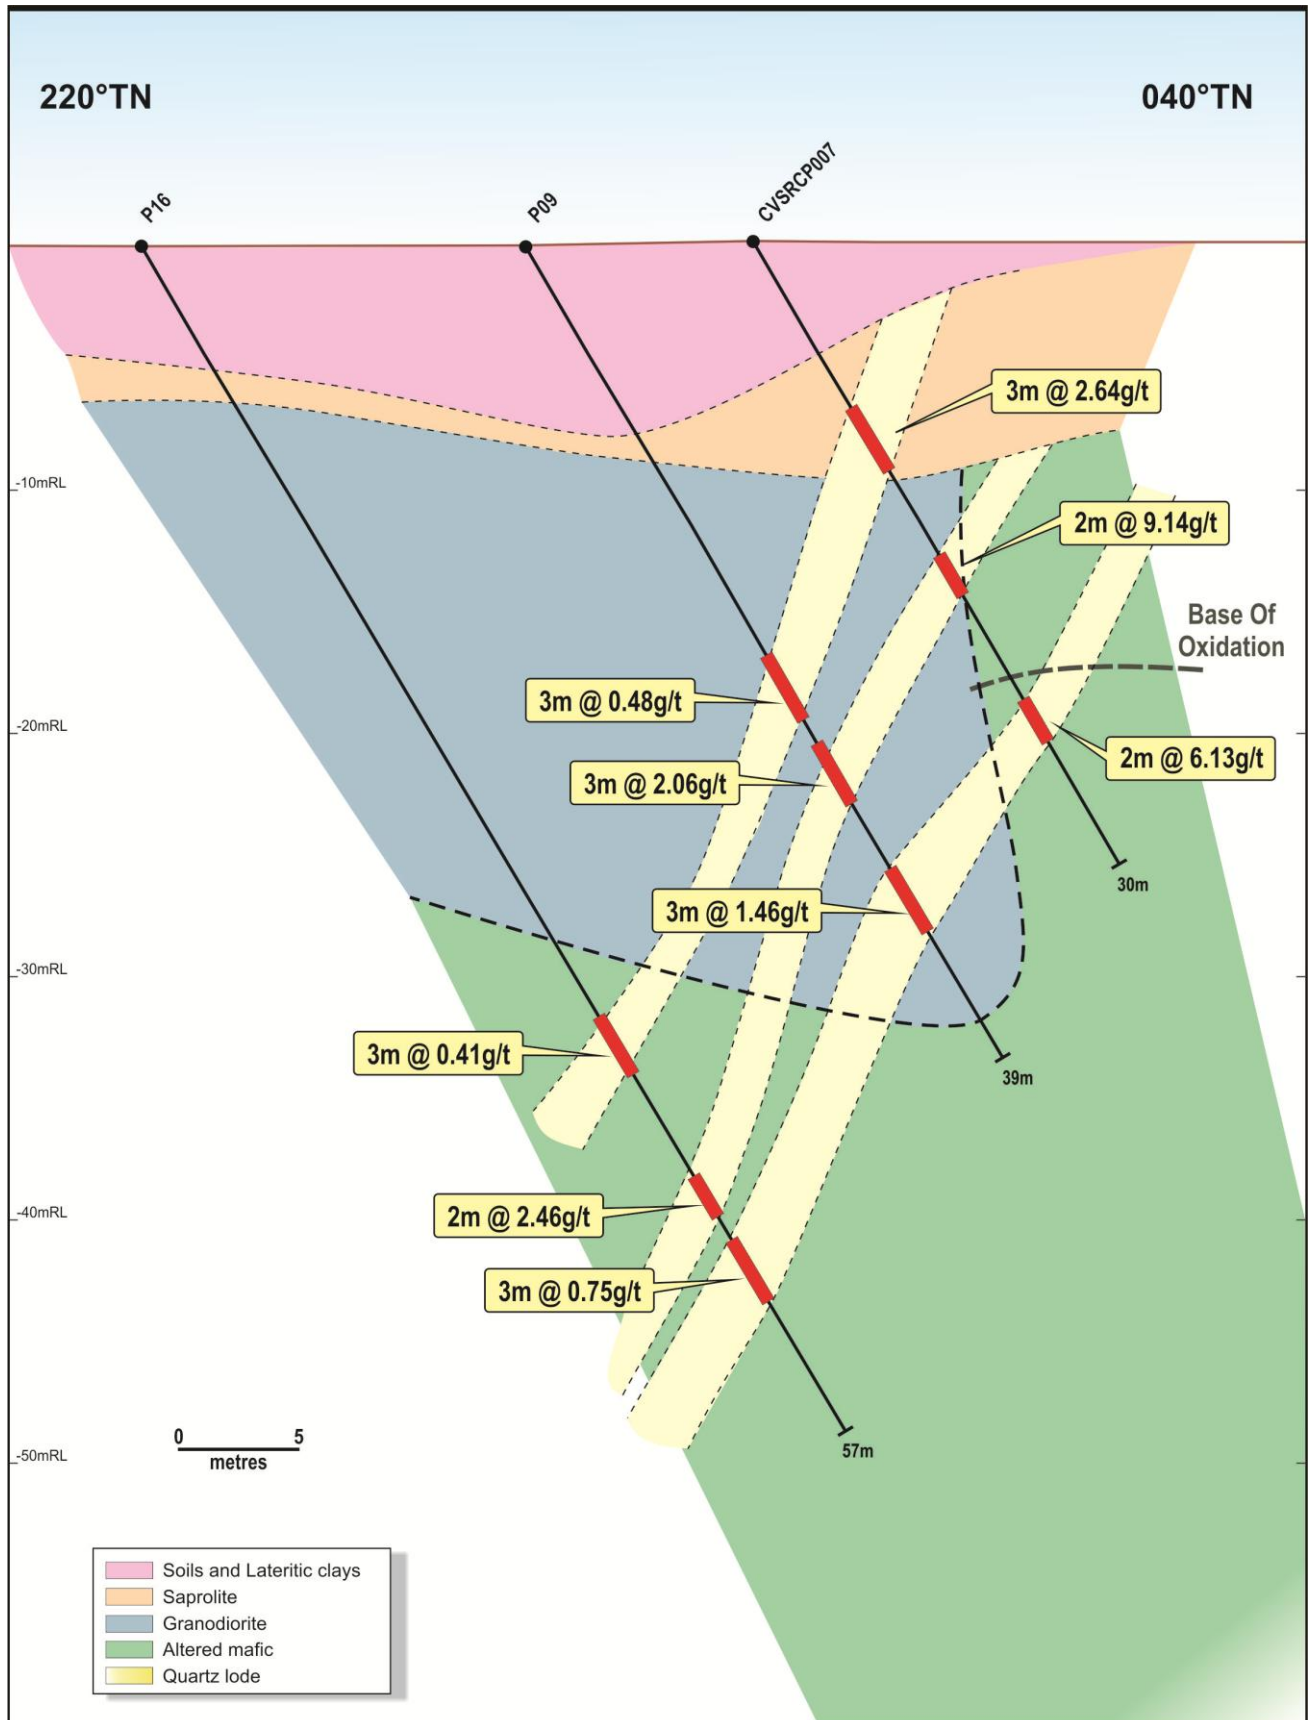 220°TN
040°TN
P16
P09
CVSRCP007
3m @ 2.64g/t
-10mRL
2m @ 9.14g/t
Base Of
Oxidation
3m @ 0.48g/t
-20mRL
2m @ 6.13g/t
3m @ 2.06g/t
30m
3m @ 1.46g/t
-30mRL
3m @ 0.41g/t
39m
-40mRL
2m @ 2.46g/t
3m @ 0.75g/t
0 5
metres
57m
-50mRL
Soils and Lateritic clays
Saprolite
Granodiorite
Altered mafic
Quartz lode